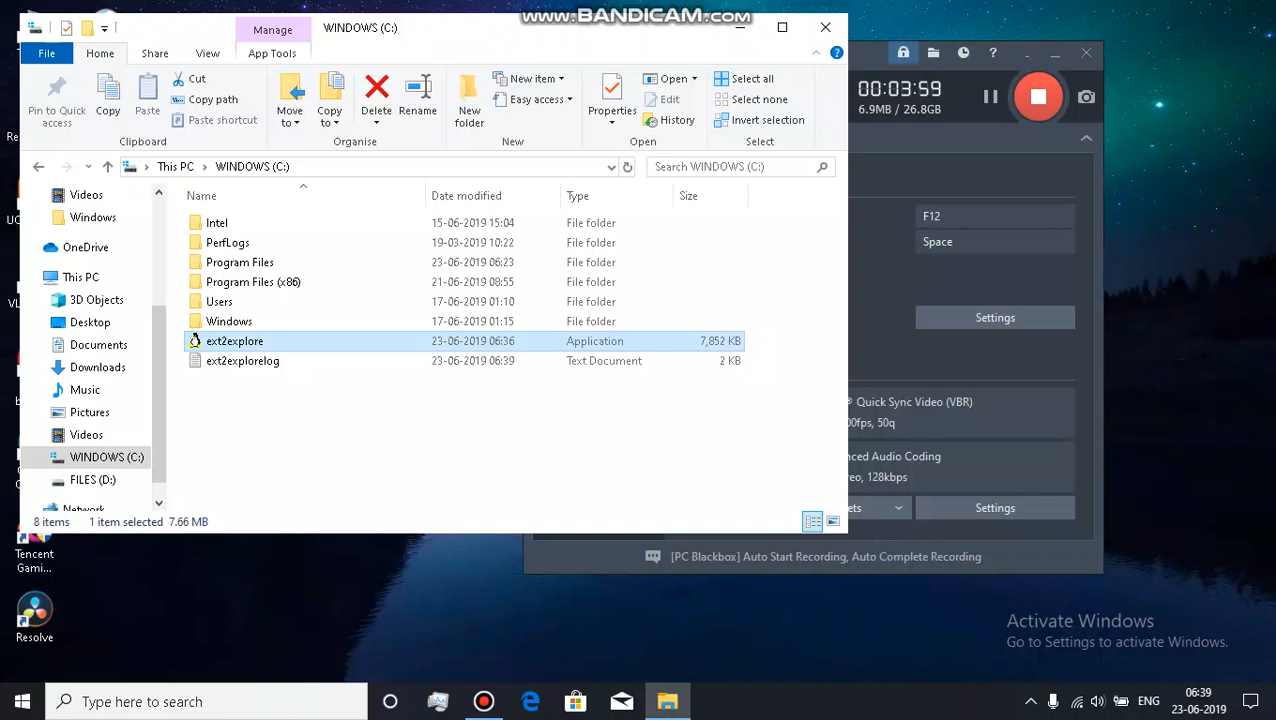 www.BANDICAM.com
Manage
WINDOWS (C:)
File
Home
Share
View
App Tools
Pin to Quick access
Copy
Paste
Cut
Copy path
Paste shortcut
Clipboard
Move to
Copy to
Delete
Rename
Organise
New folder
New item
Easy access
New
Properties
Open
Edit
History
Open
Select all
Select none
Invert selection
Select
This PC
WINDOWS (C:)
Search WINDOWS (C:)
Name
Date modified
Type
Size
Videos
Windows
OneDrive
This PC
3D Objects
Desktop
Documents
Downloads
Music
Pictures
Videos
WINDOWS (C:)
FILES (D:)
Network
Intel 15-06-2019 15:04 File folder
PerfLogs 19-03-2019 10:22 File folder
Program Files 23-06-2019 06:23 File folder
Program Files (x86) 21-06-2019 08:55 File folder
Users 17-06-2019 01:10 File folder
Windows 17-06-2019 01:15 File folder
ext2explore 23-06-2019 06:36 Application 7,852 KB
ext2explorelog 23-06-2019 06:39 Text Document 2 KB
8 items 1 item selected 7.66 MB
00:03:59
6.9MB / 26.8GB
F12
Space
Settings
Quick Sync Video (VBR)
00fps, 50q
nced Audio Coding
reo, 128kbps
ets
Settings
[PC Blackbox] Auto Start Recording, Auto Complete Recording
Tencent
Gami...
Resolve
Activate Windows
Go to Settings to activate Windows.
Type here to search
ENG
06:39
23-06-2019